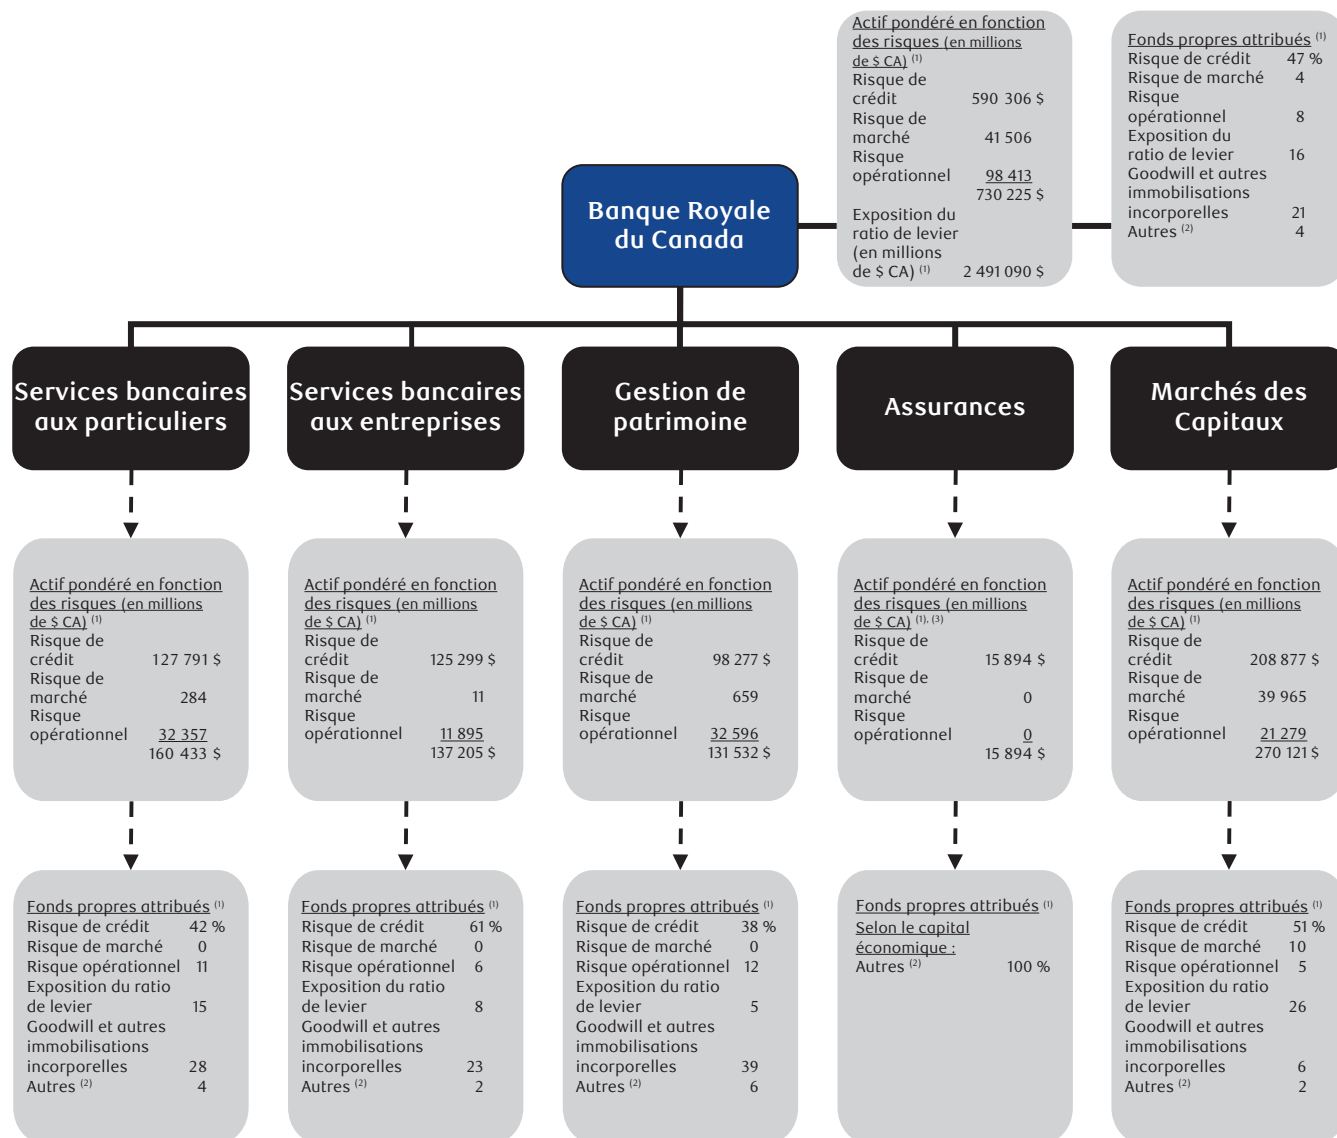 Actif pondéré en fonction
des risques (en millions
de $ CA) (1)
Risque de
crédit 590 306 $
Risque de
marché 41 506
Risque
opérationnel 98 413
730 225 $
Exposition du
ratio de levier
(en millions
de $ CA) (1) 2 491 090 $
Fonds propres attribués (1)
Risque de crédit 47 %
Risque de marché 4
Risque
opérationnel 8
Exposition du
ratio de levier 16
Goodwill et autres
immobilisations
incorporelles 21
Autres (2) 4
Banque Royale
du Canada
Services bancaires
aux particuliers
Services bancaires
aux entreprises
Gestion de
patrimoine
Assurances
Marchés des
Capitaux
Actif pondéré en fonction
des risques (en millions
de $ CA) (1)
Risque de
crédit 127 791 $
Risque de
marché 284
Risque
opérationnel 32 357
160 433 $
Actif pondéré en fonction
des risques (en millions
de $ CA) (1)
Risque de
crédit 125 299 $
Risque de
marché 11
Risque
opérationnel 11 895
137 205 $
Actif pondéré en fonction
des risques (en millions
de $ CA) (1)
Risque de
crédit 98 277 $
Risque de
marché 659
Risque
opérationnel 32 596
131 532 $
Actif pondéré en fonction
des risques (en millions
de $ CA) (1), (3)
Risque de
crédit 15 894 $
Risque de
marché 0
Risque
opérationnel 0
15 894 $
Actif pondéré en fonction
des risques (en millions
de $ CA) (1)
Risque de
crédit 208 877 $
Risque de
marché 39 965
Risque
opérationnel 21 279
270 121 $
Fonds propres attribués (1)
Risque de crédit 42 %
Risque de marché 0
Risque opérationnel 11
Exposition du ratio
de levier 15
Goodwill et autres
immobilisations
incorporelles 28
Autres (2) 4
Fonds propres attribués (1)
Risque de crédit 61 %
Risque de marché 0
Risque opérationnel 6
Exposition du ratio
de levier 8
Goodwill et autres
immobilisations
incorporelles 23
Autres (2) 2
Fonds propres attribués (1)
Risque de crédit 38 %
Risque de marché 0
Risque opérationnel 12
Exposition du ratio
de levier 5
Goodwill et autres
immobilisations
incorporelles 39
Autres (2) 6
Fonds propres attribués (1)
Selon le capital
économique :
Autres (2) 100 %
Fonds propres attribués (1)
Risque de crédit 51 %
Risque de marché 10
Risque opérationnel 5
Exposition du ratio
de levier 26
Goodwill et autres
immobilisations
incorporelles 6
Autres (2) 2